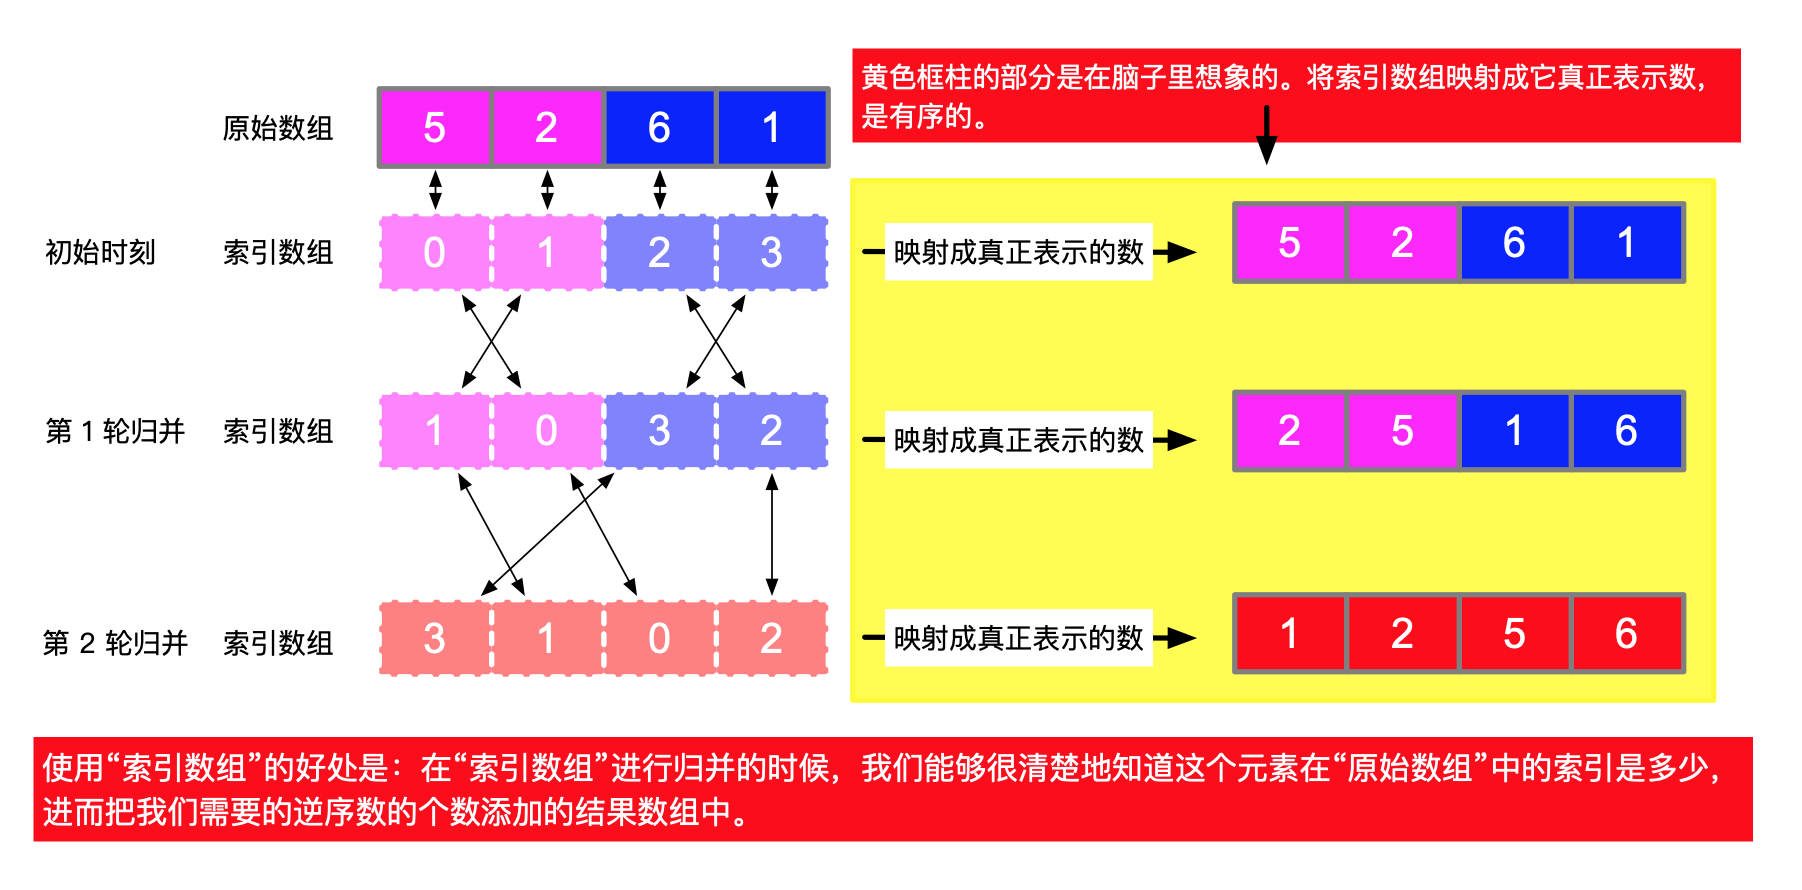 黄色框柱的部分是在脑子里想象的。将索引数组映射成它真正表示数，
是有序的。
原始数组 5 2 6 1
初始时刻 索引数组 0 1 2 3 映射成真正表示的数 5 2 6 1
第 1 轮归并 索引数组 1 0 3 2 映射成真正表示的数 2 5 1 6
第 2 轮归并 索引数组 3 1 0 2 映射成真正表示的数 1 2 5 6
使用“索引数组”的好处是：在“索引数组”进行归并的时候，我们能够很清楚地知道这个元素在“原始数组”中的索引是多少，
进而把我们需要的逆序数的个数添加的结果数组中。